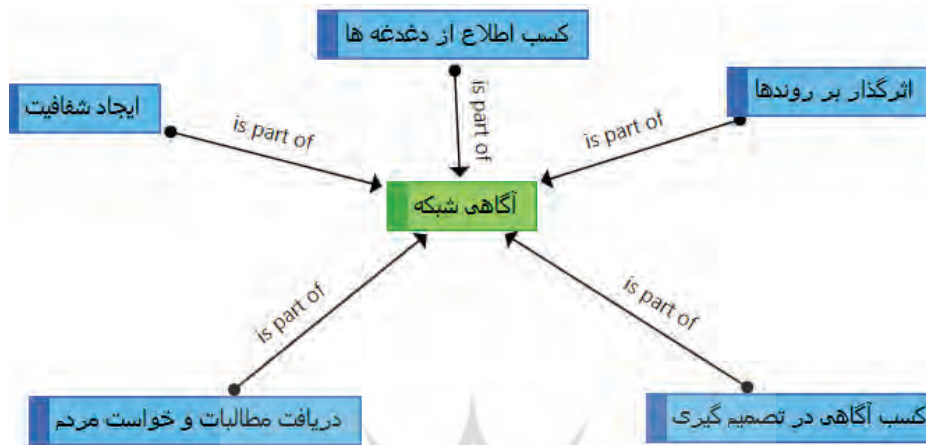 کسب اطلاع از دغدغه ها
اثرگذار بر روندها
ایجاد شفافیت
is part of
is part of
is part of
آگاهی شبکه
is part of
is part of
کسب آگاهی در تصمیم گیری
دریافت مطالبات و خواست مردم